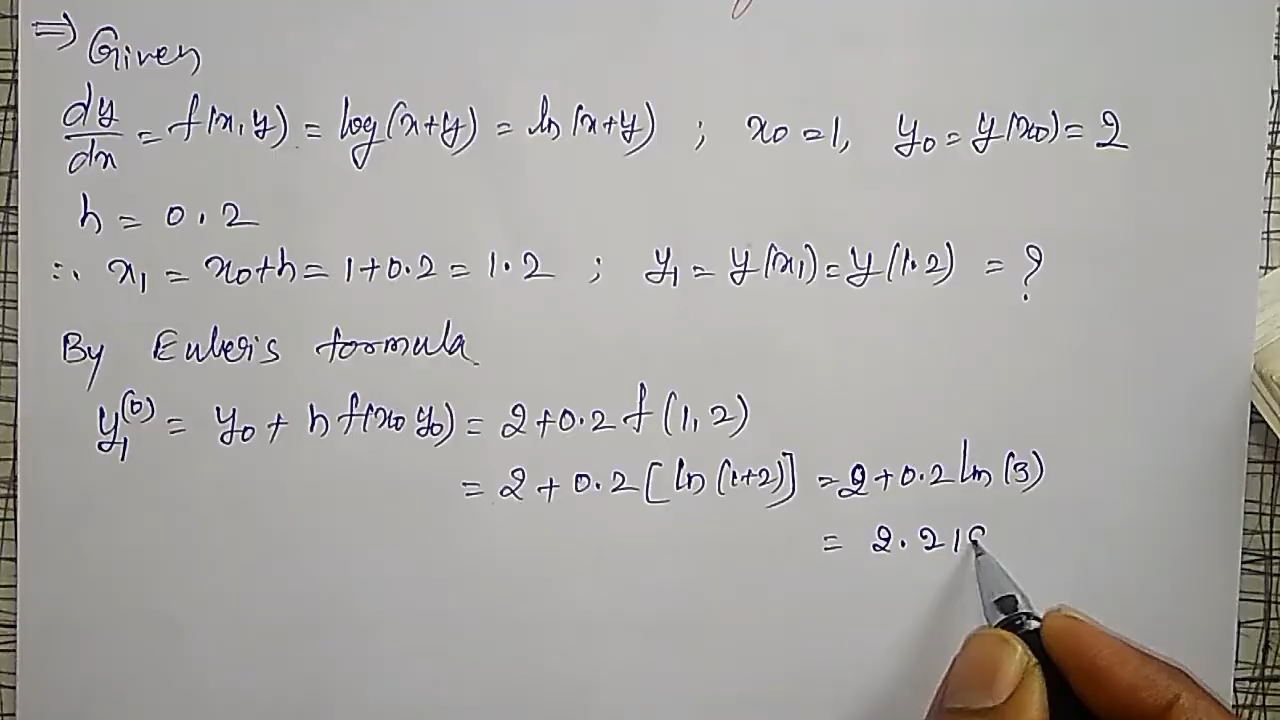 ⇒ Given
dy/dx = f(x,y) = log(x+y) = ln(x+y) ; x0 = 1, y0 = y(x0) = 2
h = 0.2
∴ x1 = x0+h = 1+0.2 = 1.2 ; y1 = y(x1) = y(1.2) = ?
By Euler's formula
y1^(0) = y0 + h f(x0 y0) = 2+0.2 f(1,2)
= 2+0.2[ln(1+2)] = 2+0.2 ln(3)
= 2.21